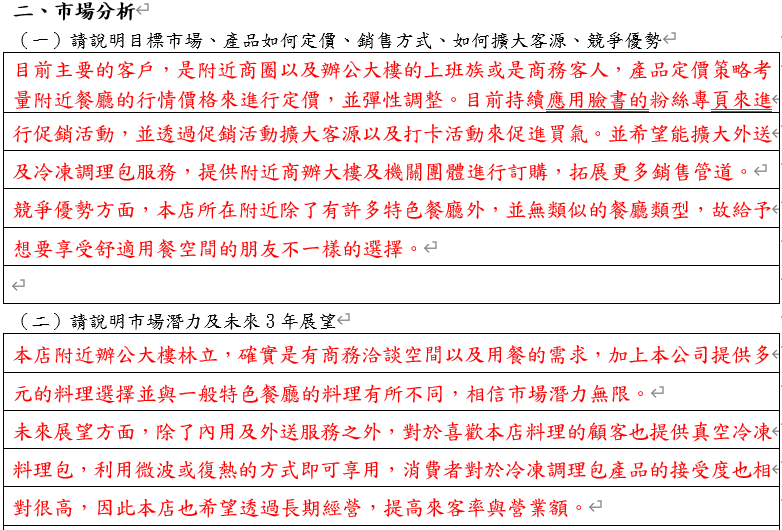 二、市場分析
（一）請說明目標市場、產品如何定價、銷售方式、如何擴大客源、競爭優勢
目前主要的客戶，是附近商圈以及辦公大樓的上班族或是商務客人，產品定價策略考
量附近餐廳的行情價格來進行定價，並彈性調整。目前持續應用臉書的粉絲專頁來進
行促銷活動，並透過促銷活動擴大客源以及打卡活動來促進買氣。並希望能擴大外送
及冷凍調理包服務，提供附近商辦大樓及機關團體進行訂購，拓展更多銷售管道。
競爭優勢方面，本店所在附近除了有許多特色餐廳外，並無類似的餐廳類型，故給予
想要享受舒適用餐空間的朋友不一樣的選擇。
（二）請說明市場潛力及未來 3 年展望
本店附近辦公大樓林立，確實是有商務洽談空間以及用餐的需求，加上本公司提供多
元的料理選擇並與一般特色餐廳的料理有所不同，相信市場潛力無限。
未來展望方面，除了內用及外送服務之外，對於喜歡本店料理的顧客也提供真空冷凍
料理包，利用微波或復熱的方式即可享用，消費者對於冷凍調理包產品的接受度也相
對很高，因此本店也希望透過長期經營，提高來客率與營業額。